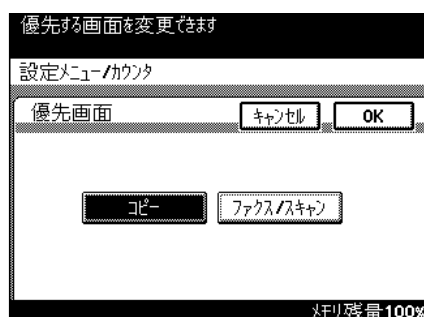 優先する画面を変更できます
設定メニュー/カウンタ
優先画面 キャンセル OK
コピー ファクス/スキャン
メモリ残量100%